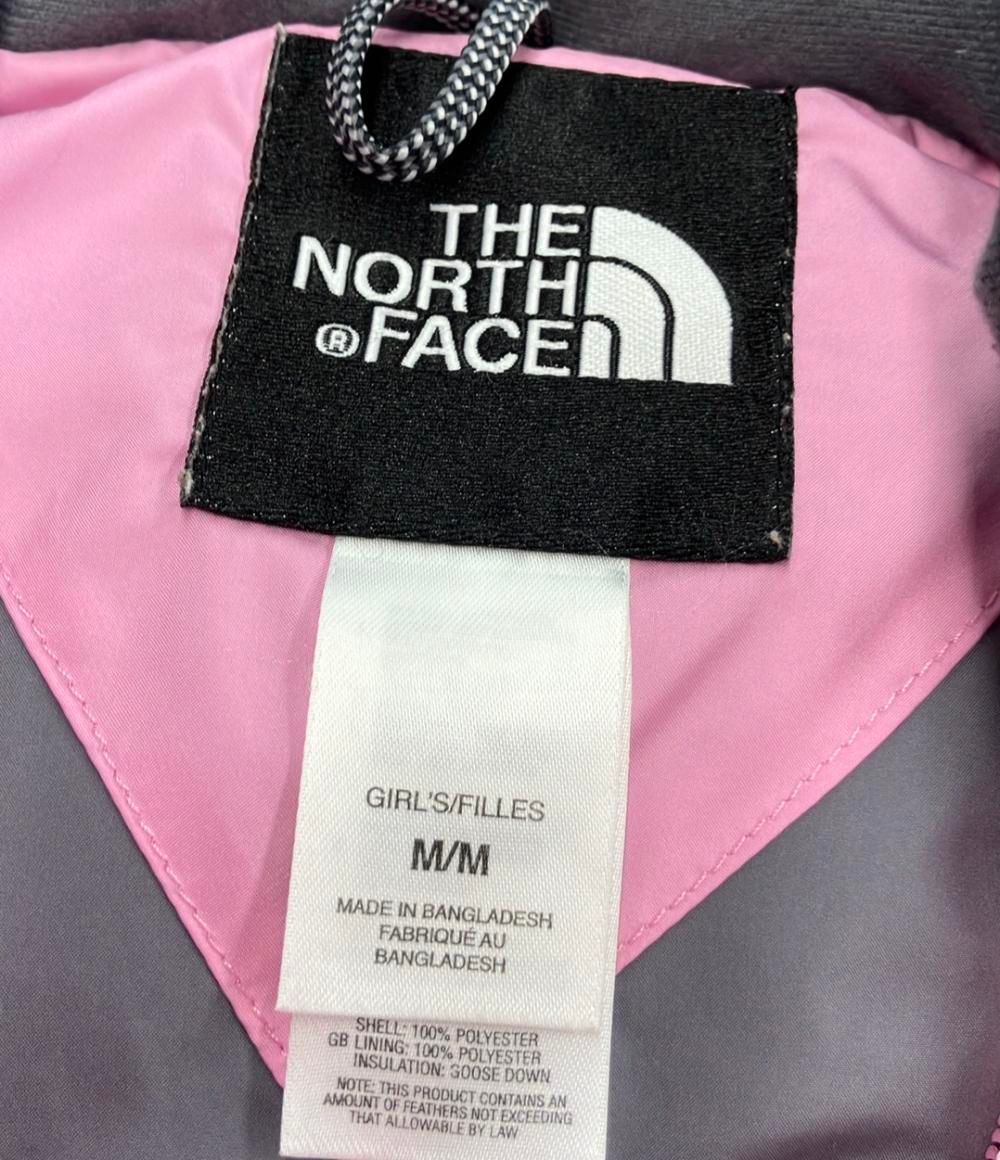 THE
NORTH
® FACE
GIRL'S/FILLES
M/M
MADE IN BANGLADESH
FABRIQUÉ AU
BANGLADESH
SHELL: 100% POLYESTER
GB LINING: 100% POLYESTER
INSULATION: GOOSE DOWN
NOTE: THIS PRODUCT CONTAINS AN
AMOUNT OF FEATHERS NOT EXCEEDING
THAT ALLOWABLE BY LAW